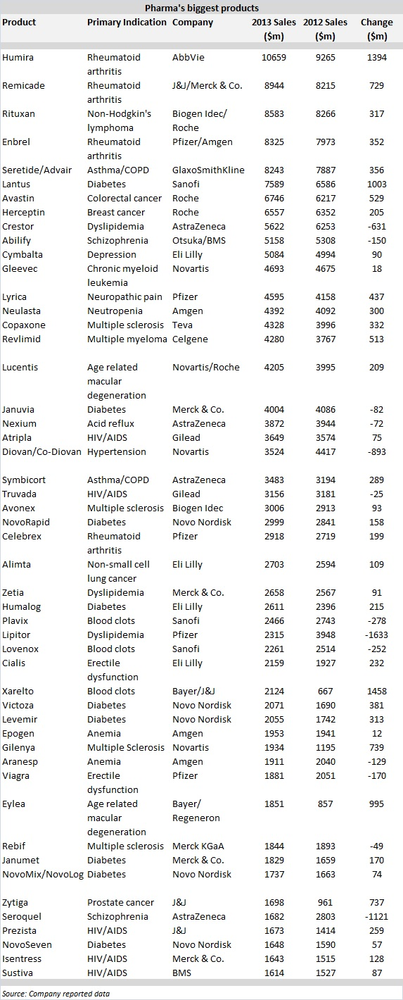 Pharma's biggest products
Product Primary Indication Company 2013 Sales 2012 Sales Change
($m) ($m) ($m)
Humira Rheumatoid AbbVie 10659 9265 1394
arthritis
Remicade Rheumatoid J&J/Merck & Co. 8944 8215 729
arthritis
Rituxan Non-Hodgkin's Biogen Idec/ 8583 8266 317
lymphoma Roche
Enbrel Rheumatoid Pfizer/Amgen 8325 7973 352
arthritis
Seretide/Advair Asthma/COPD GlaxoSmithKline 8243 7887 356
Lantus Diabetes Sanofi 7589 6586 1003
Avastin Colorectal cancer Roche 6746 6217 529
Herceptin Breast cancer Roche 6557 6352 205
Crestor Dyslipidemia AstraZeneca 5622 6253 -631
Abilify Schizophrenia Otsuka/BMS 5158 5308 -150
Cymbalta Depression Eli Lilly 5084 4994 90
Gleevec Chronic myeloid Novartis 4693 4675 18
leukemia
Lyrica Neuropathic pain Pfizer 4595 4158 437
Neulasta Neutropenia Amgen 4392 4092 300
Copaxone Multiple sclerosis Teva 4328 3996 332
Revlimid Multiple myeloma Celgene 4280 3767 513
Lucentis Age related Novartis/Roche 4205 3995 209
macular
degeneration
Januvia Diabetes Merck & Co. 4004 4086 -82
Nexium Acid reflux AstraZeneca 3872 3944 -72
Atripla HIV/AIDS Gilead 3649 3574 75
Diovan/Co-Diovan Hypertension Novartis 3524 4417 -893
Symbicort Asthma/COPD AstraZeneca 3483 3194 289
Truvada HIV/AIDS Gilead 3156 3181 -25
Avonex Multiple sclerosis Biogen Idec 3006 2913 93
NovoRapid Diabetes Novo Nordisk 2999 2841 158
Celebrex Rheumatoid Pfizer 2918 2719 199
arthritis
Alimta Non-small cell Eli Lilly 2703 2594 109
lung cancer
Zetia Dyslipidemia Merck & Co. 2658 2567 91
Humalog Diabetes Eli Lilly 2611 2396 215
Plavix Blood clots Sanofi 2466 2743 -278
Lipitor Dyslipidemia Pfizer 2315 3948 -1633
Lovenox Blood clots Sanofi 2261 2514 -252
Cialis Erectile Eli Lilly 2159 1927 232
dysfunction
Xarelto Blood clots Bayer/J&J 2124 667 1458
Victoza Diabetes Novo Nordisk 2071 1690 381
Levemir Diabetes Novo Nordisk 2055 1742 313
Epogen Anemia Amgen 1953 1941 12
Gilenya Multiple Sclerosis Novartis 1934 1195 739
Aranesp Anemia Amgen 1911 2040 -129
Viagra Erectile Pfizer 1881 2051 -170
dysfunction
Eylea Age related Bayer/ 1851 857 995
macular Regeneron
degeneration
Rebif Multiple sclerosis Merck KGaA 1844 1893 -49
Janumet Diabetes Merck & Co. 1829 1659 170
NovoMix/NovoLog Diabetes Novo Nordisk 1737 1663 74
Zytiga Prostate cancer J&J 1698 961 737
Seroquel Schizophrenia AstraZeneca 1682 2803 -1121
Prezista HIV/AIDS J&J 1673 1414 259
NovoSeven Diabetes Novo Nordisk 1648 1590 57
Isentress HIV/AIDS Merck & Co. 1643 1515 128
Sustiva HIV/AIDS BMS 1614 1527 87
Source: Company reported data